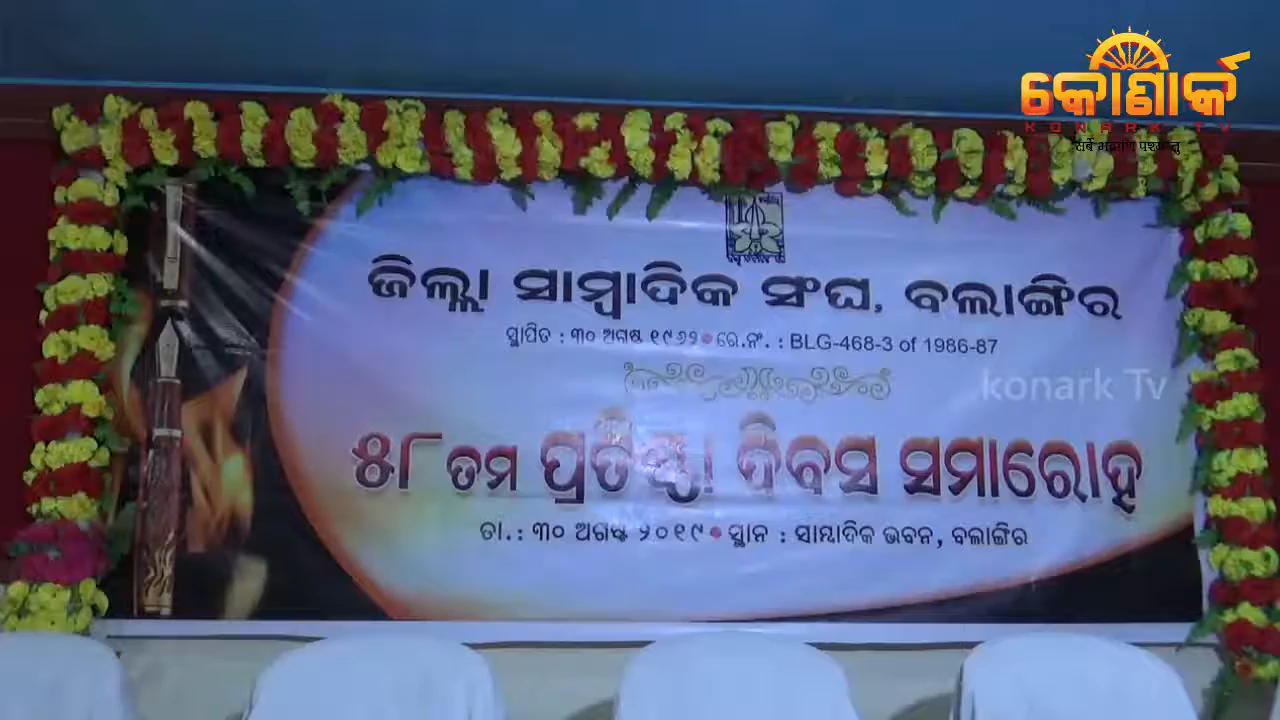 କୋଣାର୍କ
KONARK TV
ଜିଲ୍ଲା ସାମ୍ବାଦିକ ସଂଘ, ବଲାଙ୍ଗିର
ସ୍ଥାପିତ : ୩୦ ଅଗଷ୍ଟ ୧୯୬୨ • ରେ.ନଂ. : BLG-468-3 of 1986-87
konark Tv
୫୮ତମ ପ୍ରତିଷ୍ଠା ଦିବସ ସମାରୋହ
ତା.: ୩୦ ଅଗଷ୍ଟ ୨୦୧୯ • ସ୍ଥାନ : ସାମ୍ବାଦିକ ଭବନ, ବଲାଙ୍ଗିର